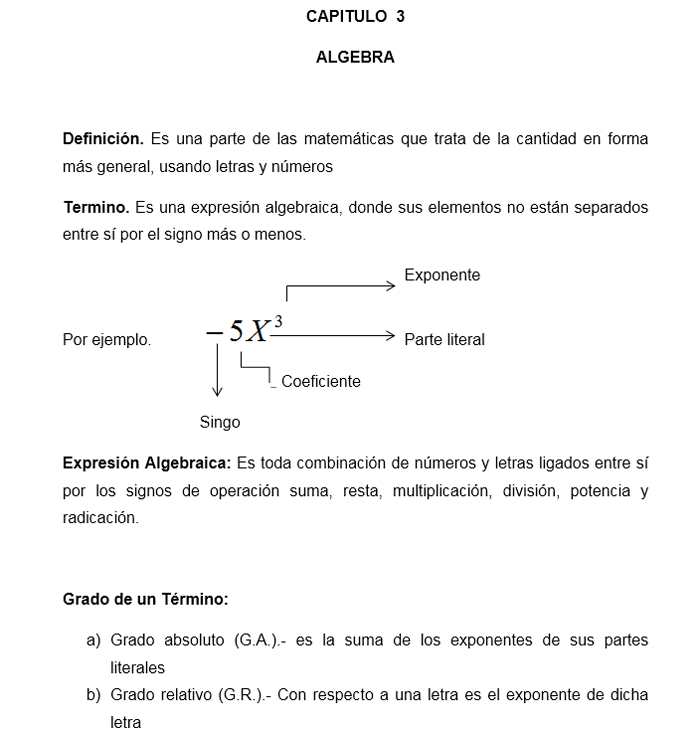 CAPITULO 3
ALGEBRA
Definición. Es una parte de las matemáticas que trata de la cantidad en forma
más general, usando letras y números
Termino. Es una expresión algebraica, donde sus elementos no están separados
entre sí por el signo más o menos.
Exponente
Por ejemplo. − 5X³ Parte literal
Coeficiente
Singo
Expresión Algebraica: Es toda combinación de números y letras ligados entre sí
por los signos de operación suma, resta, multiplicación, división, potencia y
radicación.
Grado de un Término:
a) Grado absoluto (G.A.).- es la suma de los exponentes de sus partes
literales
b) Grado relativo (G.R.).- Con respecto a una letra es el exponente de dicha
letra